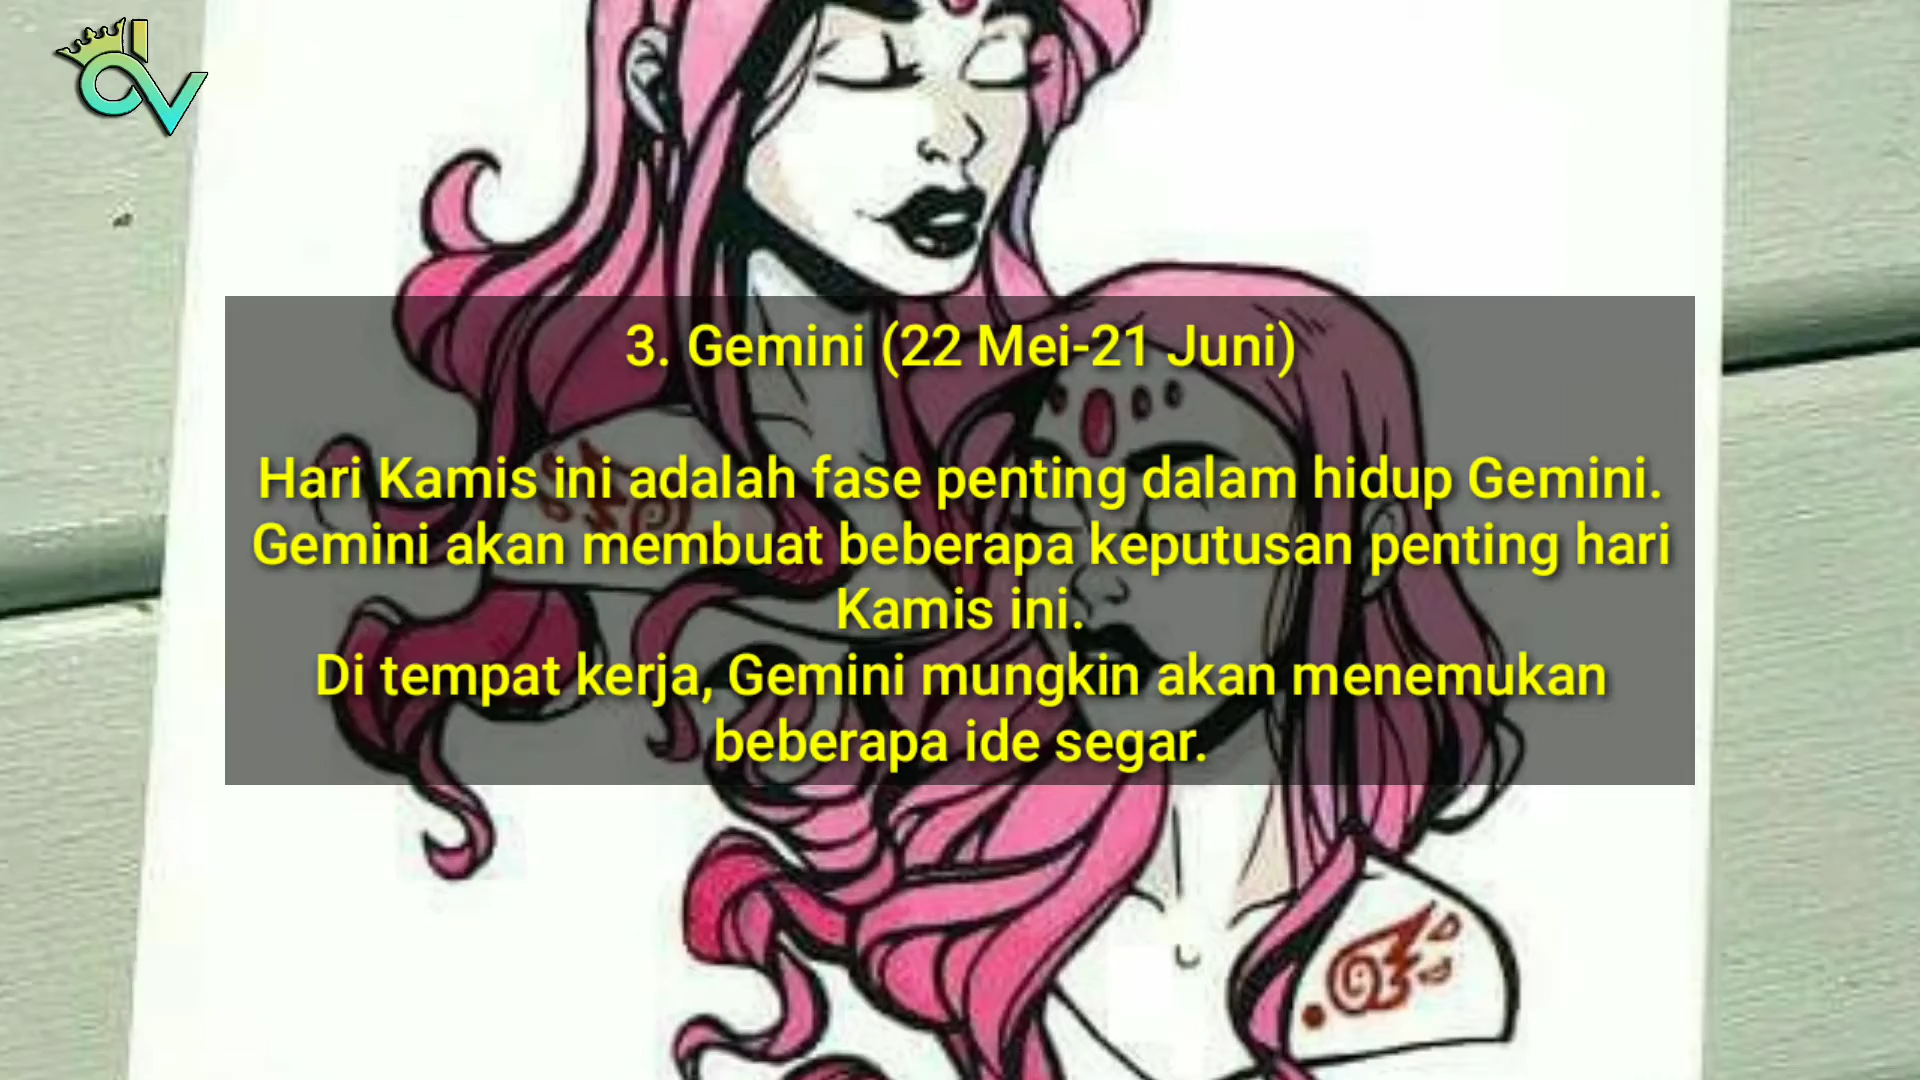 3. Gemini (22 Mei-21 Juni)
Hari Kamis ini adalah fase penting dalam hidup Gemini.
Gemini akan membuat beberapa keputusan penting hari
Kamis ini.
Di tempat kerja, Gemini mungkin akan menemukan
beberapa ide segar.